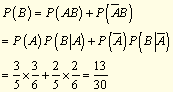 P(B) = P(AB) + P(A̅B)
= P(A)P(B|A) + P(A̅)P(B|A̅)
= 3/5 × 3/6 + 2/5 × 2/6 = 13/30